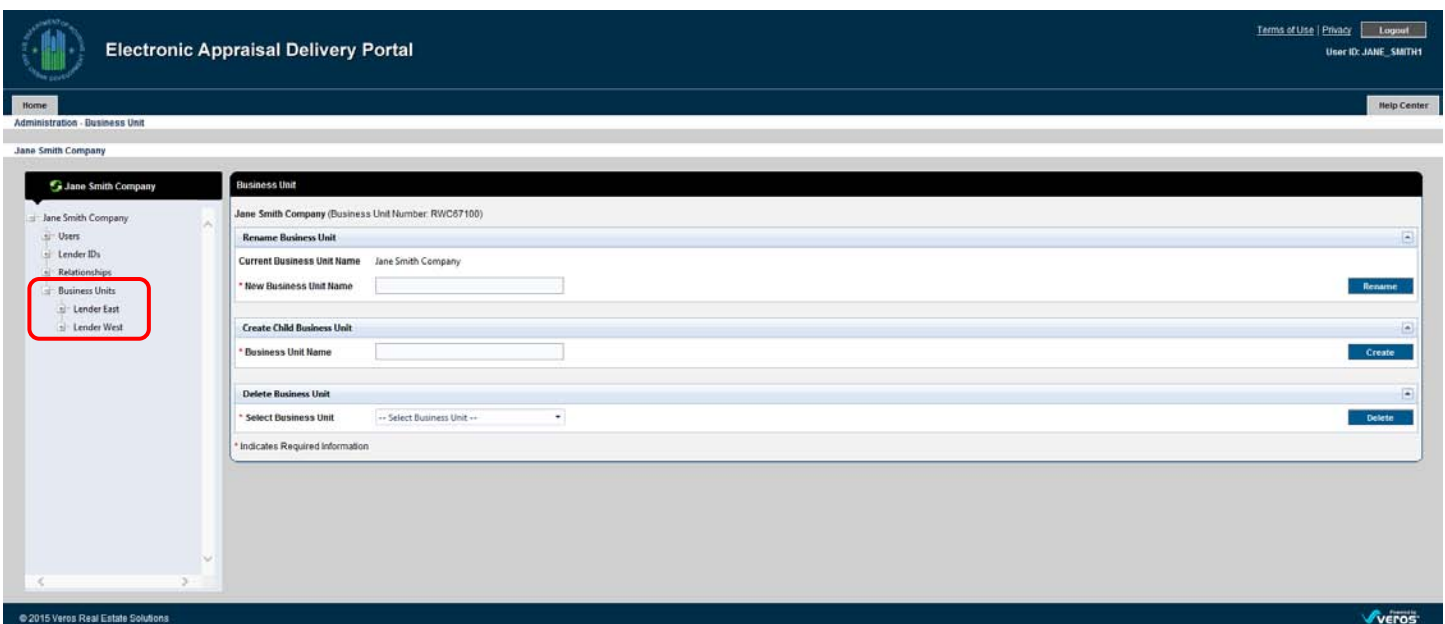 Terms of Use | Privacy Logout
Electronic Appraisal Delivery Portal
User ID: JANE_SMITH1
Home Help Center
Administration - Business Unit
Jane Smith Company
Jane Smith Company
Jane Smith Company
Users
Lender IDs
Relationships
Business Units
Lender East
Lender West
Business Unit
Jane Smith Company (Business Unit Number: RWC67100)
Rename Business Unit
Current Business Unit Name Jane Smith Company
* New Business Unit Name Rename
Create Child Business Unit
* Business Unit Name Create
Delete Business Unit
* Select Business Unit -- Select Business Unit -- Delete
* Indicates Required Information
© 2015 Veros Real Estate Solutions
Powered by
veros